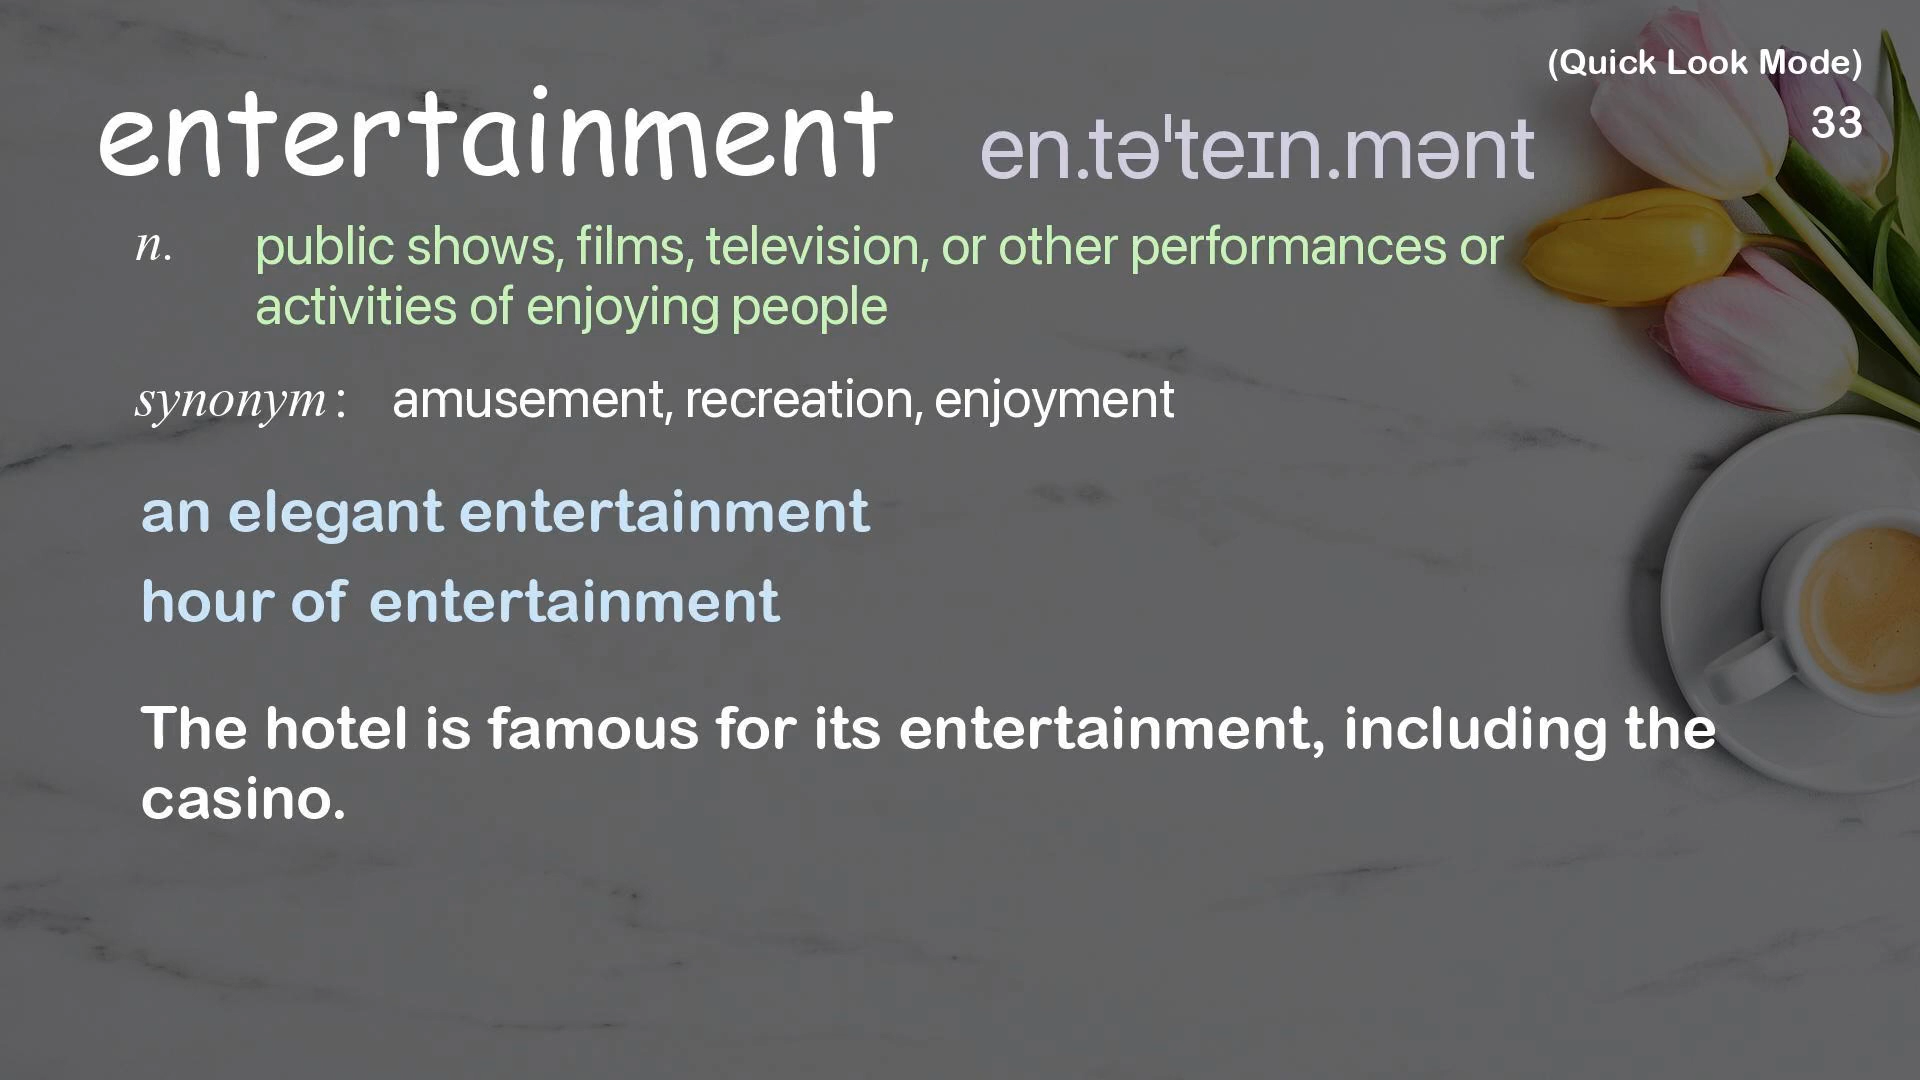 (Quick Look Mode)
33
entertainment en.təˈteɪn.mənt
n. public shows, films, television, or other performances or
activities of enjoying people
synonym : amusement, recreation, enjoyment
an elegant entertainment
hour of entertainment
The hotel is famous for its entertainment, including the
casino.